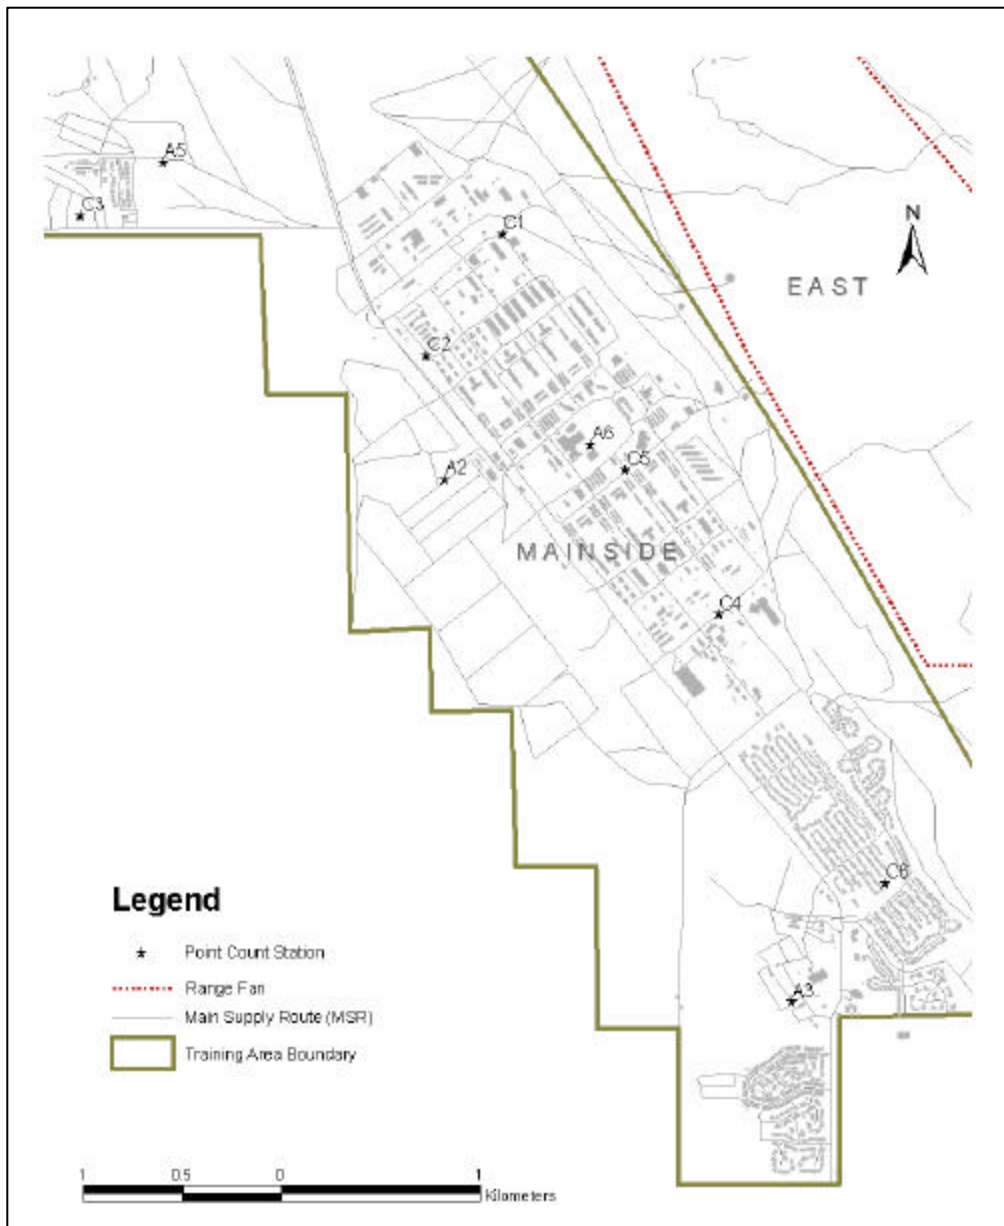 A5
C3
C1
N
EAST
C2
A6
A2
C5
MAINSIDE
C4
C6
A3
Legend
Point Count Station
Range Fan
Main Supply Route (MSR)
Training Area Boundary
1 0.5 0 1
Kilometers